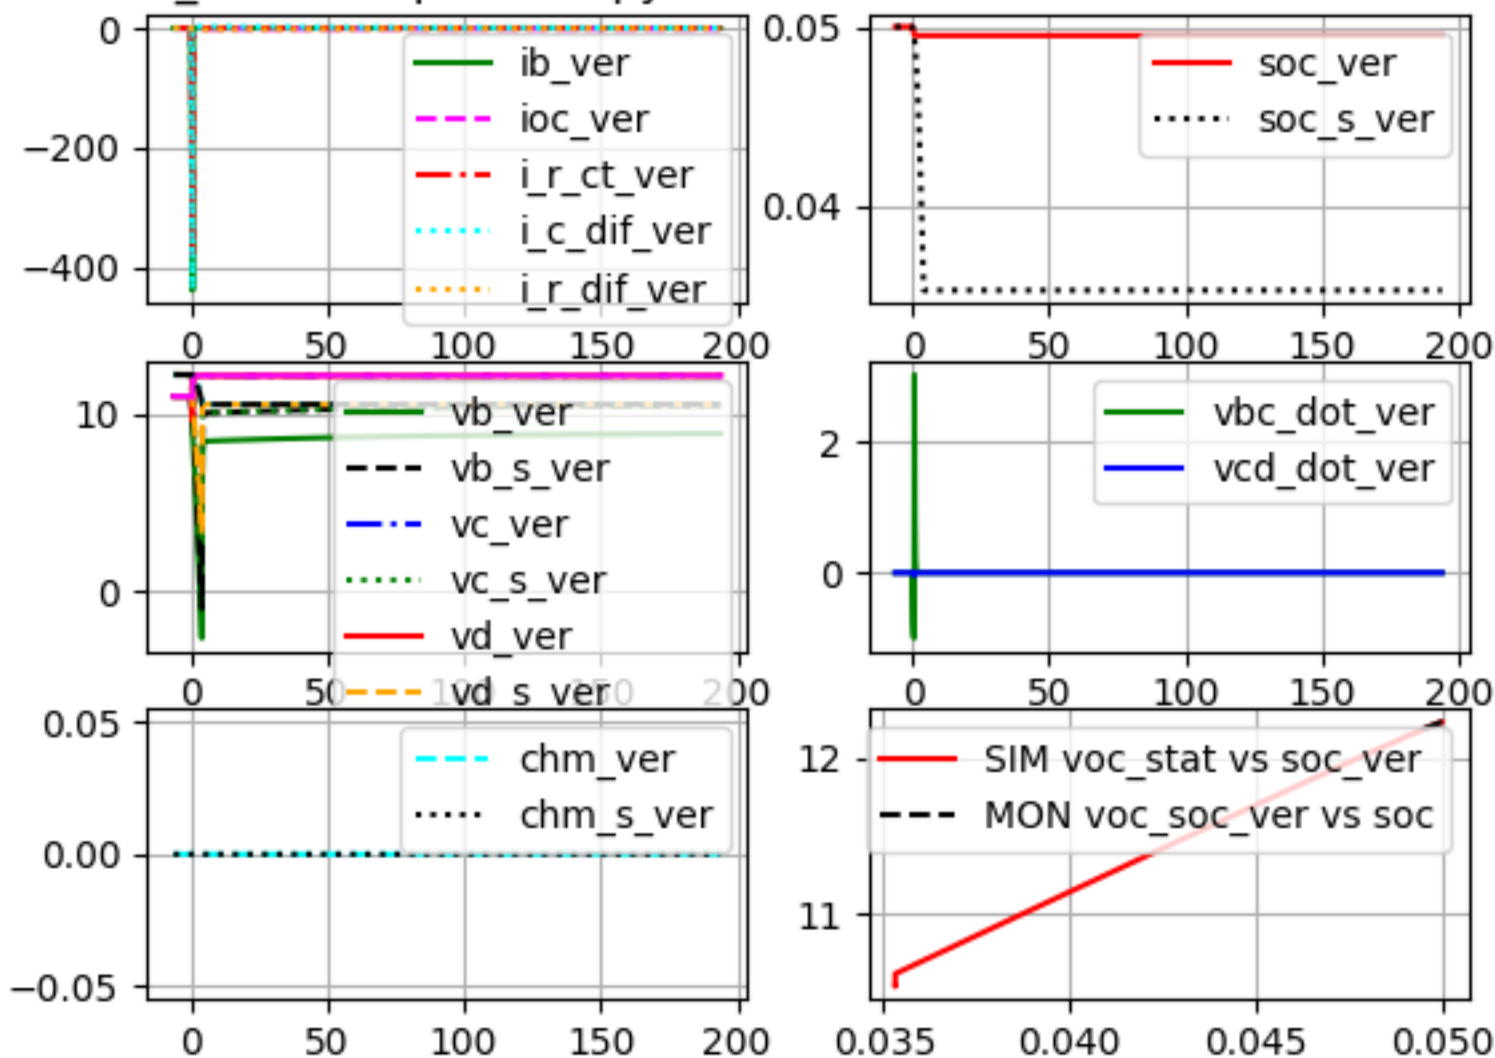 0
−200
−400
ib_ver
ioc_ver
i_r_ct_ver
i_c_dif_ver
i_r_dif_ver
0 50 100 150 200
0.05
0.04
soc_ver
soc_s_ver
0 50 100 150 200
10
0
vb_ver
vb_s_ver
vc_ver
vc_s_ver
vd_ver
vd_s_ver
0 50 100 150 200
2
0
vbc_dot_ver
vcd_dot_ver
0 50 100 150 200
0.05
0.00
−0.05
chm_ver
chm_s_ver
0 50 100 150 200
12
11
SIM voc_stat vs soc_ver
MON voc_soc_ver vs soc
0.035 0.040 0.045 0.050